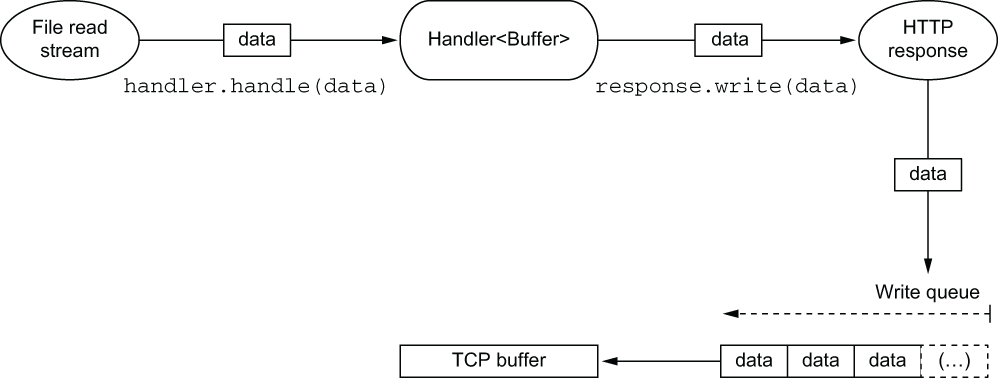 File read
stream
data
handler.handle(data)
Handler<Buffer>
data
response.write(data)
HTTP
response
data
Write queue
TCP buffer
data
data
data
(...)